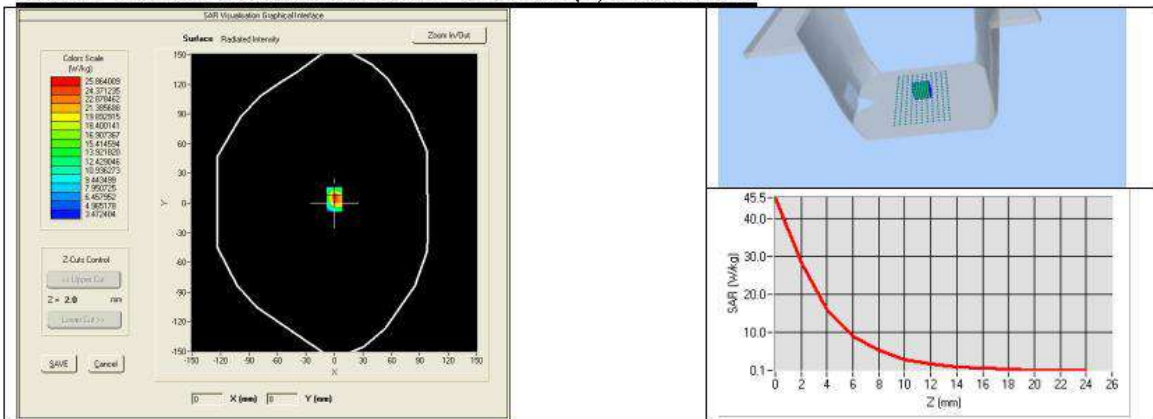 SAR Visualisation Graphical Interface
Surface Radiated Intensity
Zoom In/Out
Colors Scale
(W/kg)
25.864009
24.371235
22.878462
21.385688
19.892915
18.400141
16.907367
15.414594
13.921820
12.429046
10.936273
9.443499
7.950725
6.457952
4.965178
3.472404
Z-Cuts Control
<< Upper Cut
Z = 2.0 mm
Lower Cut >>
SAVE Cancel
150
120
90
60
30
0
-30
-60
-90
-120
-150
Y
-150 -120 -90 -60 -30 0 30 60 90 120 150
X
0 X (mm) 0 Y (mm)
SAR (W/kg)
45.5
40.0
30.0
20.0
10.0
0.1
0 2 4 6 8 10 12 14 16 18 20 22 24 26
Z (mm)